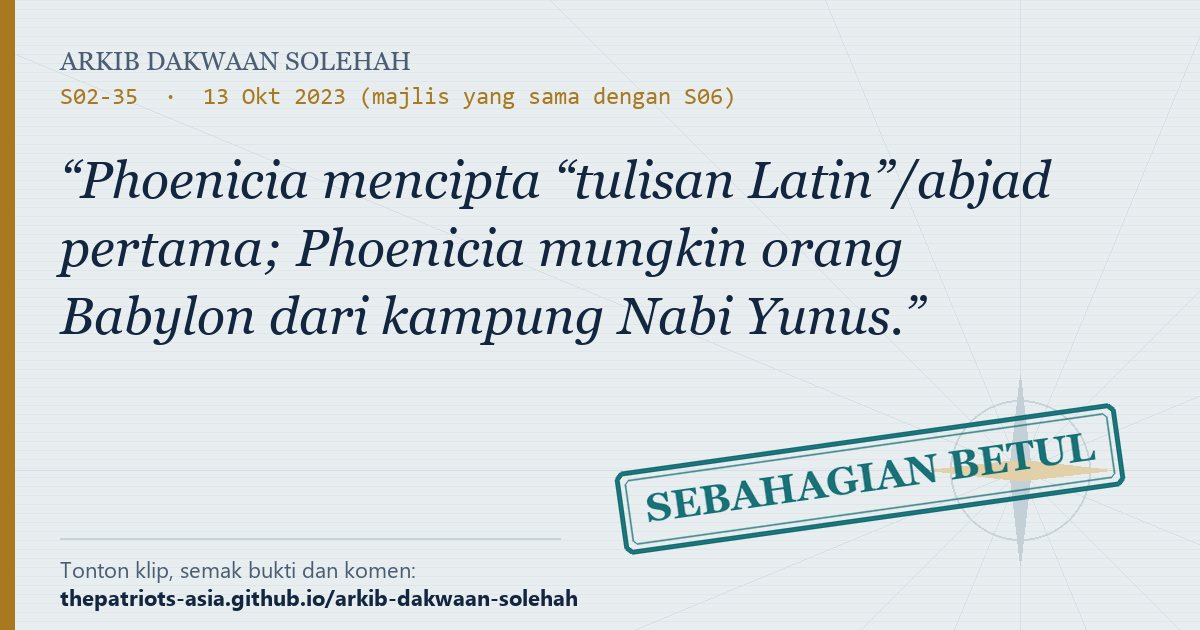 ARKIB DAKWAAN SOLEHAH
S02-35 · 13 Okt 2023 (majlis yang sama dengan S06)
“Phoenicia mencipta “tulisan Latin”/abjad
pertama; Phoenicia mungkin orang
Babylon dari kampung Nabi Yunus.”
SEBAHAGIAN BETUL
Tonton klip, semak bukti dan komen:
thepatriots-asia.github.io/arkib-dakwaan-solehah